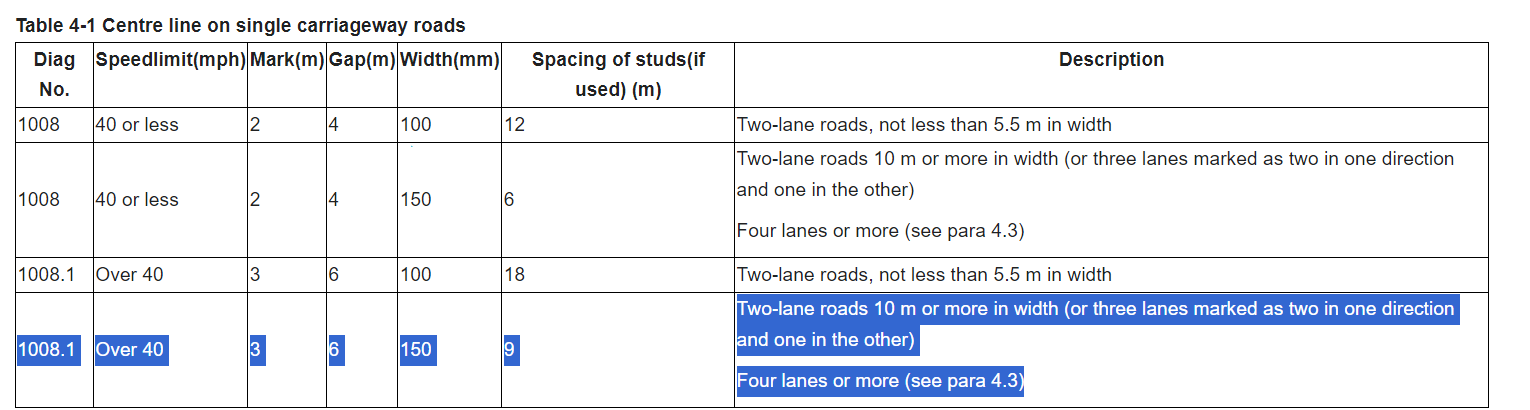 Table 4-1 Centre line on single carriageway roads
Diag No. Speedlimit(mph) Mark(m) Gap(m) Width(mm) Spacing of studs(if used) (m) Description
1008 40 or less 2 4 100 12 Two-lane roads, not less than 5.5 m in width
1008 40 or less 2 4 150 6 Two-lane roads 10 m or more in width (or three lanes marked as two in one direction
and one in the other)
Four lanes or more (see para 4.3)
1008.1 Over 40 3 6 100 18 Two-lane roads, not less than 5.5 m in width
1008.1 Over 40 3 6 150 9 Two-lane roads 10 m or more in width (or three lanes marked as two in one direction
and one in the other)
Four lanes or more (see para 4.3)